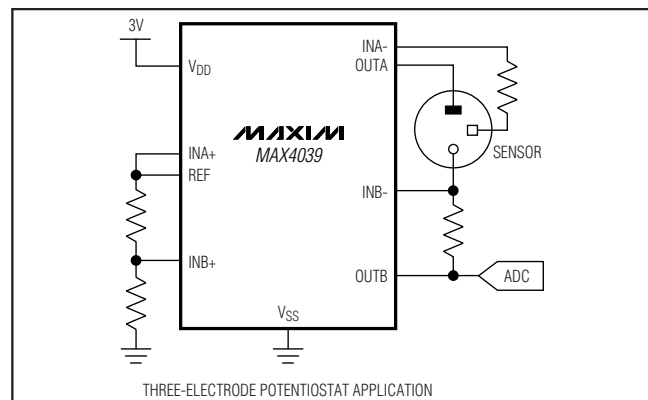 3V
VDD
INA+
REF
INB+
VSS
MAXIM
MAX4039
INA-
OUTA
INB-
OUTB
SENSOR
ADC
THREE-ELECTRODE POTENTIOSTAT APPLICATION